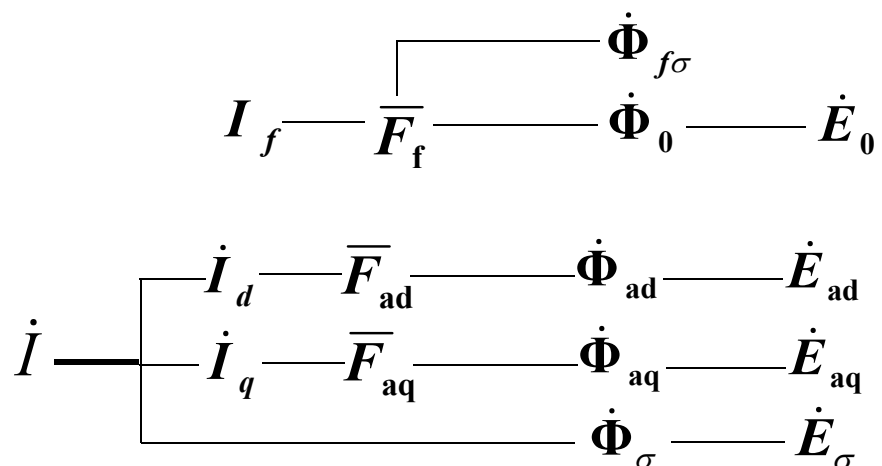 Φ̇_fσ
I_f F̅_f Φ̇_0 Ė_0
İ_d F̅_ad Φ̇_ad Ė_ad
İ
İ_q F̅_aq Φ̇_aq Ė_aq
Φ̇_σ Ė_σ